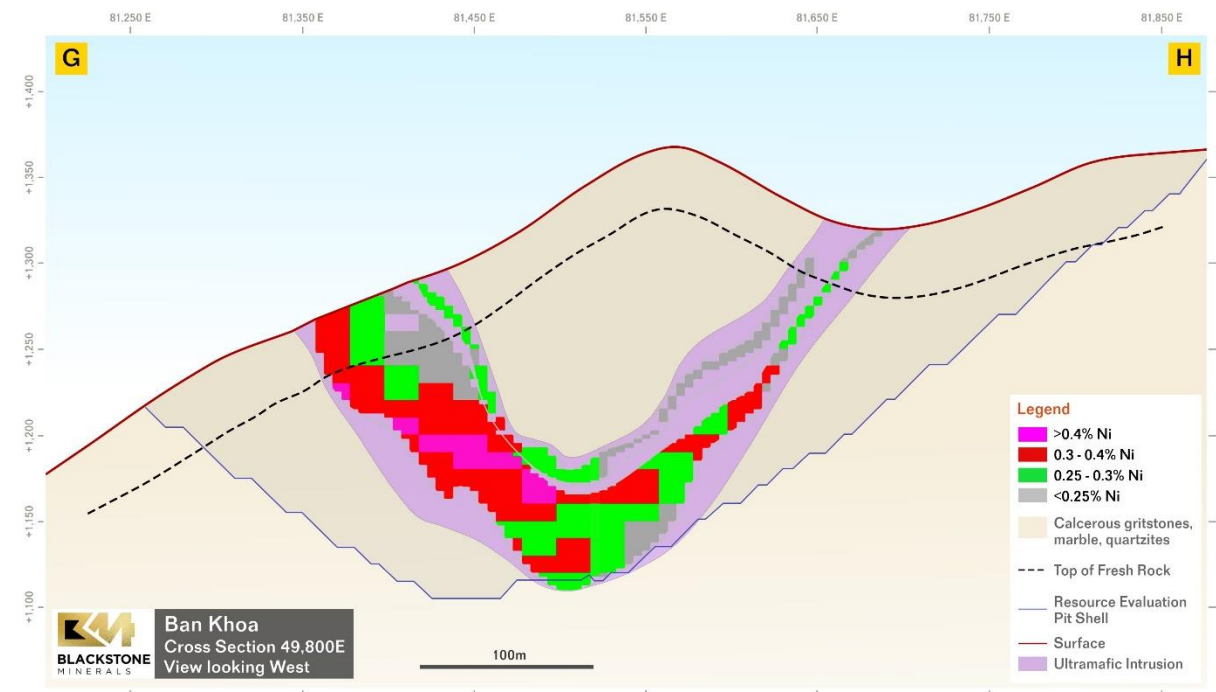 81,250 E
81,350 E
81,450 E
81,550 E
81,650 E
81,750 E
81,850 E
G
H
+1,400
+1,350
+1,300
+1,250
+1,200
+1,150
+1,100
Legend
>0.4% Ni
0.3 - 0.4% Ni
0.25 - 0.3% Ni
<0.25% Ni
Calcerous gritstones,
marble, quartzites
Top of Fresh Rock
Resource Evaluation
Pit Shell
Surface
Ultramafic Intrusion
BLACKSTONE
MINERALS
Ban Khoa
Cross Section 49,800E
View looking West
100m